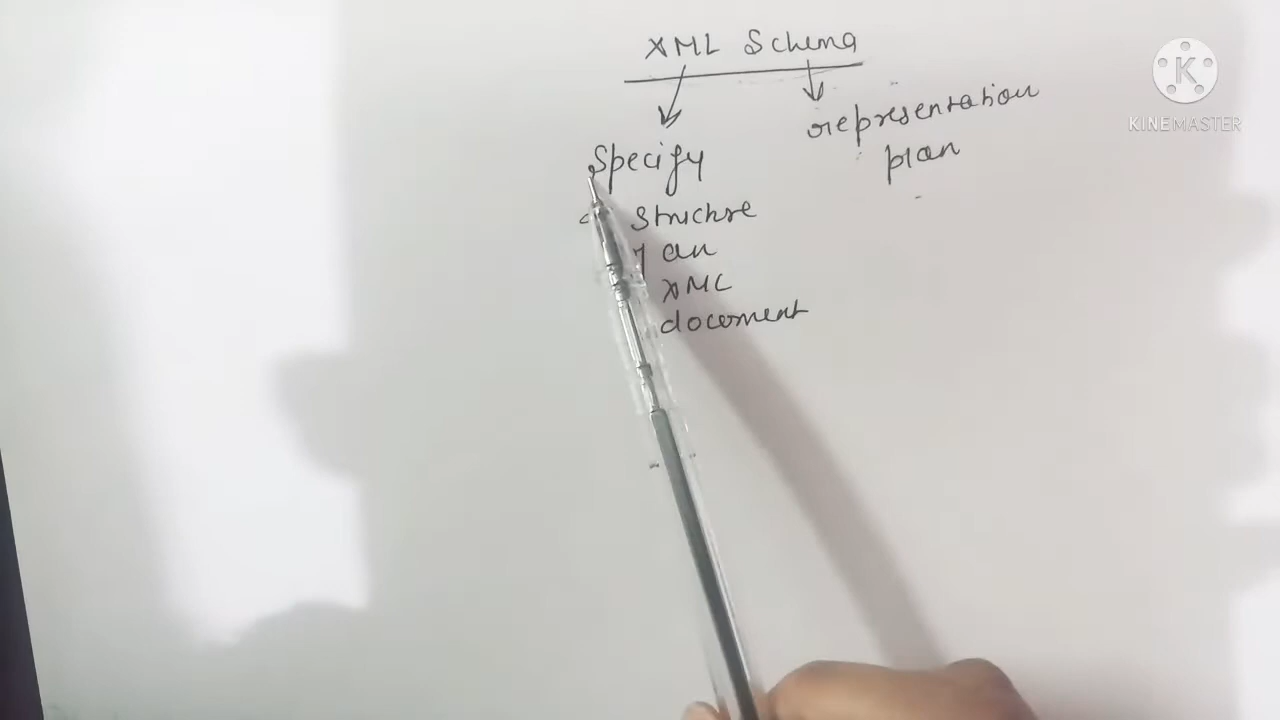 XML Schema
representation
plan
Specify
structure
an
XML
document
KINEMASTER